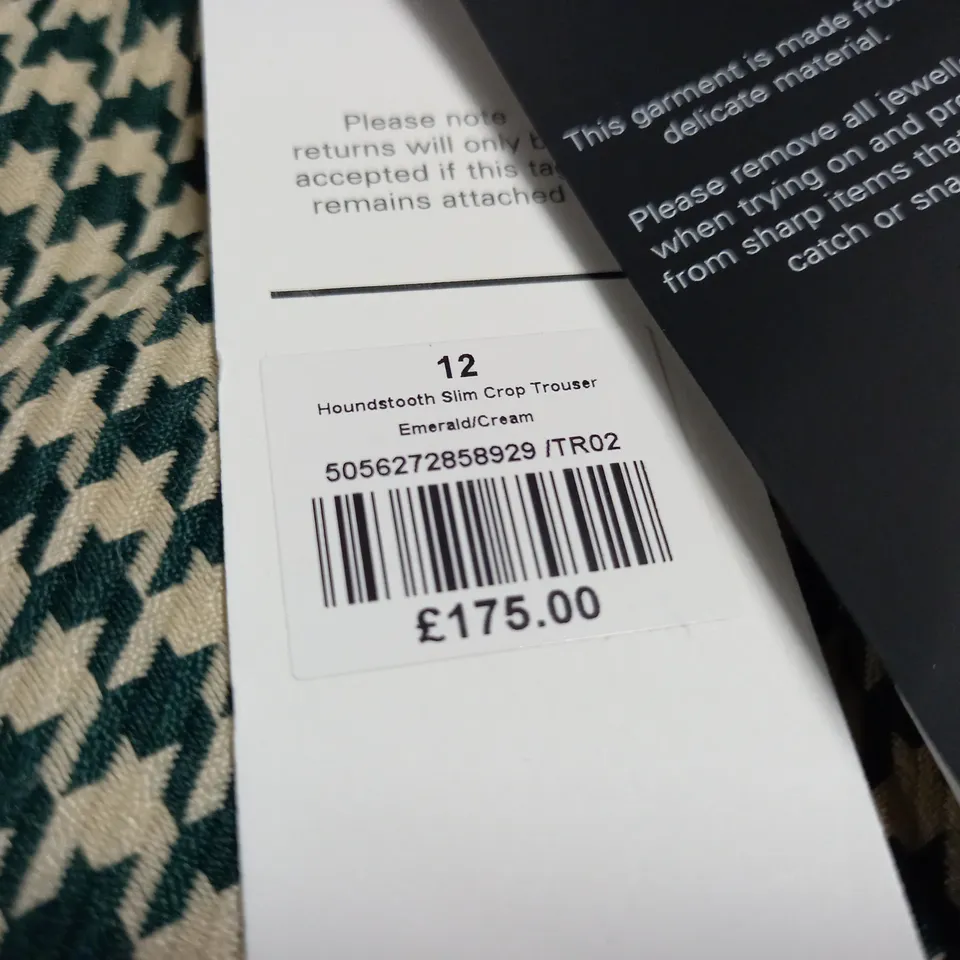 Please note
returns will only
accepted if this
remains attached
12
Houndstooth Slim Crop Trouser
Emerald/Cream
5056272858929 /TR02
£175.00
This garment is made
delicate material.
Please remove all
when trying on and
from sharp items
catch or